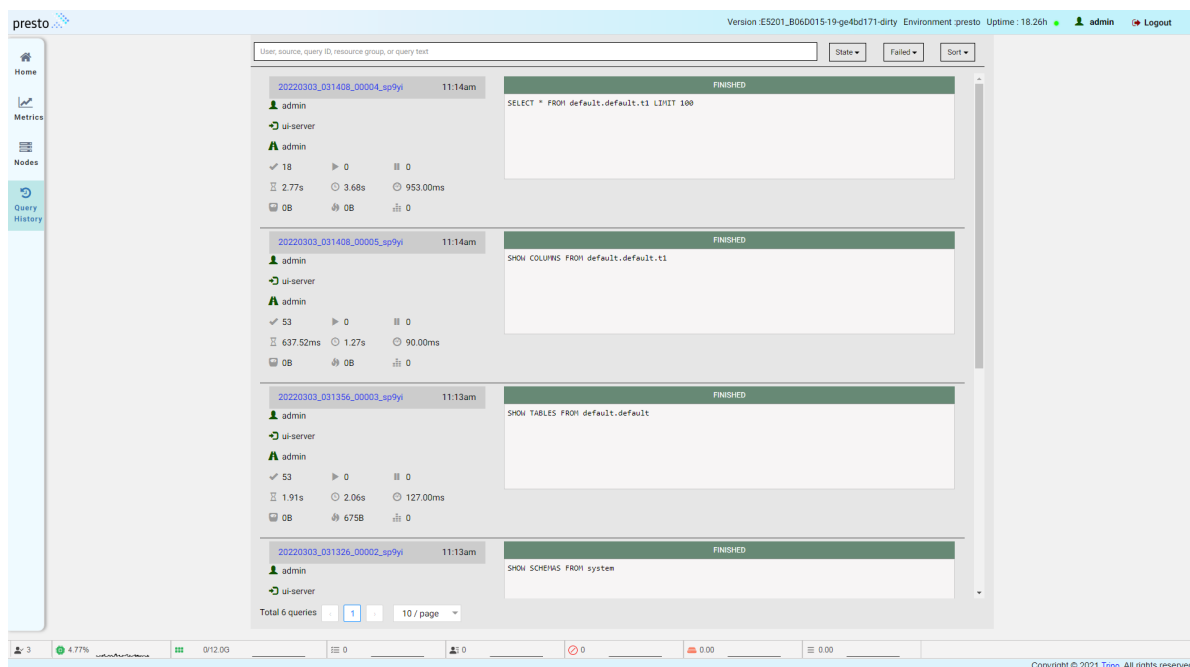 presto
Version :E5201_B06D015-19-ge4bd171-dirty Environment :presto Uptime : 18.26h admin Logout
Home
Metrics
Nodes
Query
History
User, source, query ID, resource group, or query text
State
Failed
Sort
20220303_031408_00004_sp9yi 11:14am
FINISHED
admin
SELECT * FROM default.default.t1 LIMIT 100
ui-server
admin
18 0 0
2.77s 3.68s 953.00ms
0B 0B 0
20220303_031408_00005_sp9yi 11:14am
FINISHED
admin
SHOW COLUMNS FROM default.default.t1
ui-server
admin
53 0 0
637.52ms 1.27s 90.00ms
0B 0B 0
20220303_031356_00003_sp9yi 11:13am
FINISHED
admin
SHOW TABLES FROM default.default
ui-server
admin
53 0 0
1.91s 2.06s 127.00ms
0B 675B 0
20220303_031326_00002_sp9yi 11:13am
FINISHED
admin
SHOW SCHEMAS FROM system
ui-server
Total 6 queries 1 10 / page
3 4.77% 0/12.0G 0 0 0 0.00 0.00
Copyright © 2021 Trino. All rights reserved